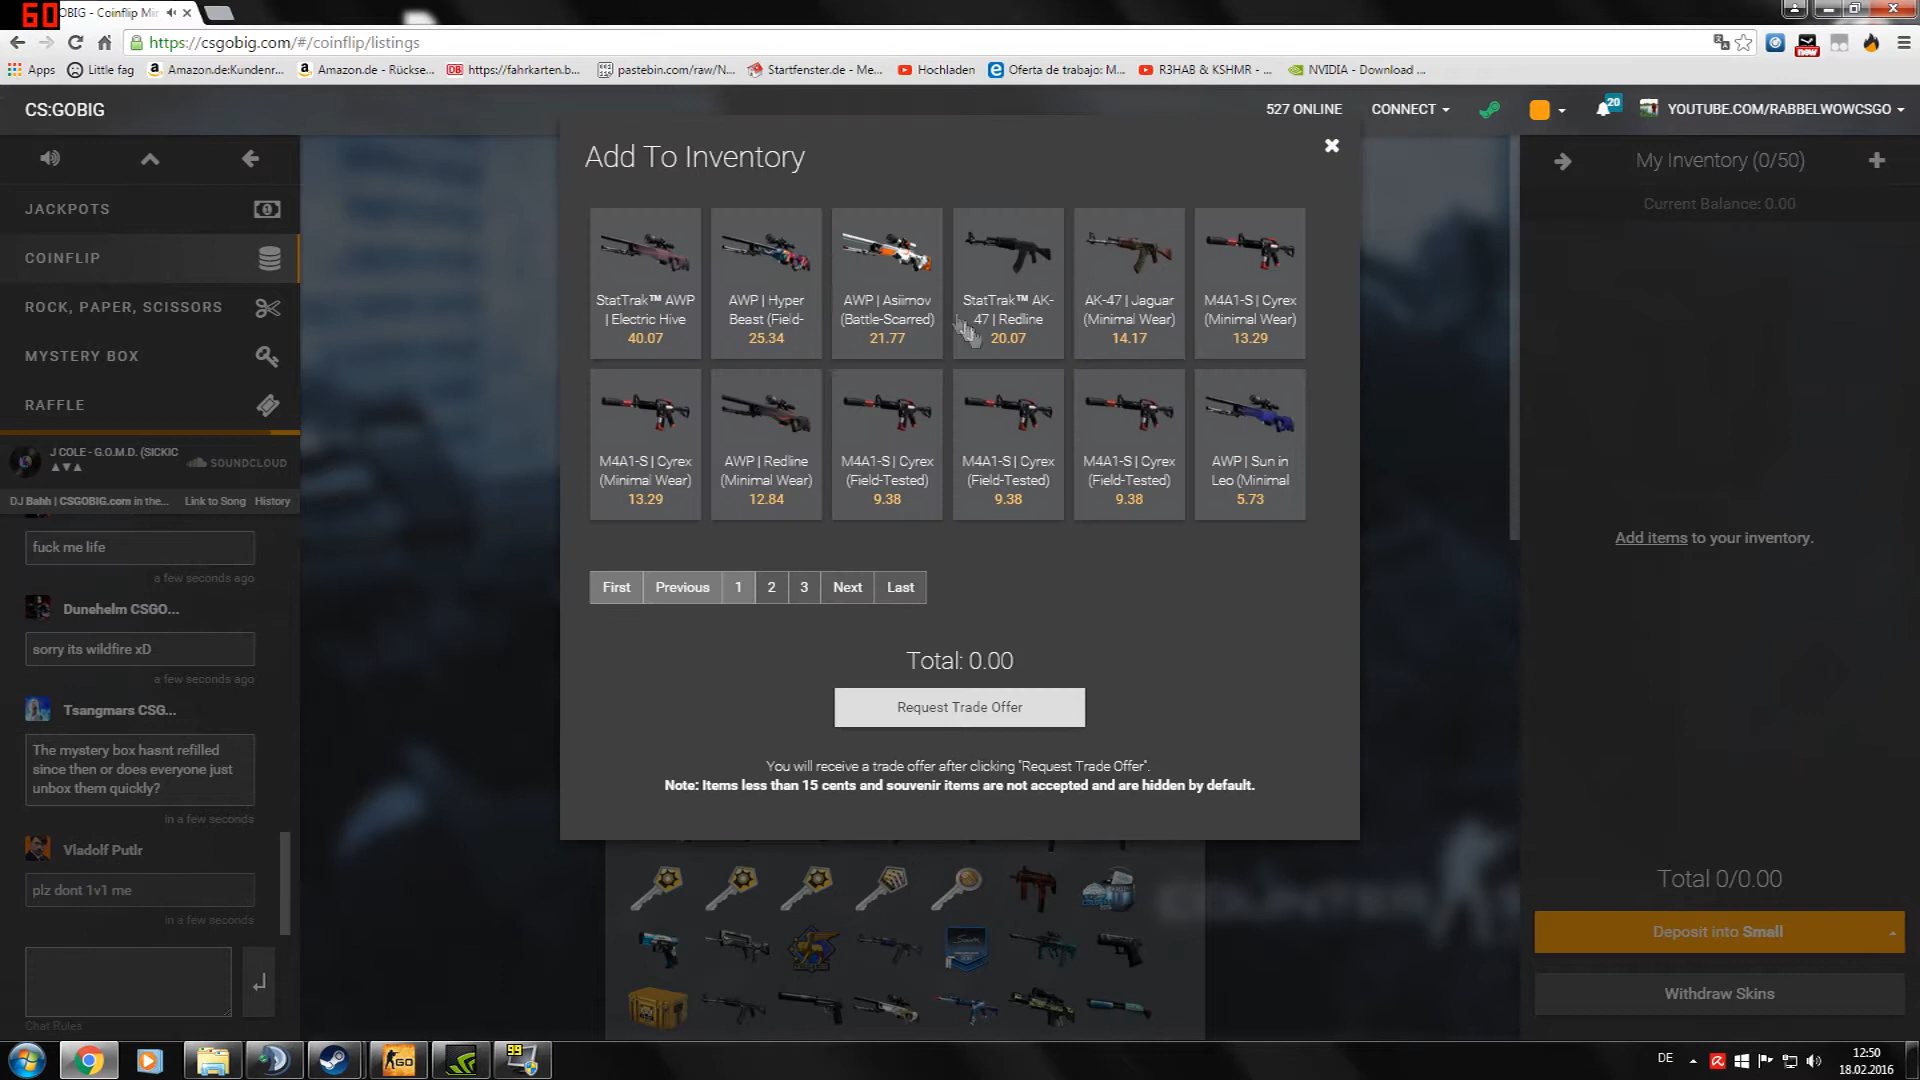 60
OBIG - Coinflip Mi
https://csgobig.com/#/coinflip/listings
new
Apps
Little fag
Amazon.de:Kundenr...
Amazon.de - Rückse...
https://fahrkarten.b...
pastebin.com/raw/N...
Startfenster.de - Me...
Hochladen
Oferta de trabajo: M...
R3HAB & KSHMR - ...
NVIDIA - Download ...
CS:GOBIG
527 ONLINE
CONNECT
20
YOUTUBE.COM/RABBELWOWCSGO
JACKPOTS
COINFLIP
ROCK, PAPER, SCISSORS
MYSTERY BOX
RAFFLE
J COLE - G.O.M.D. (SICKIC
SOUNDCLOUD
DJ Bahh | CSGOBIG.com in the...
Link to Song
History
fuck me life
a few seconds ago
Dunehelm CSGO...
sorry its wildfire xD
a few seconds ago
Tsangmars CSG...
The mystery box hasnt refilled
since then or does everyone just
unbox them quickly?
in a few seconds
Vladolf Putlr
plz dont 1v1 me
in a few seconds
Chat Rules
Add To Inventory
StatTrak™ AWP
| Electric Hive
40.07
AWP | Hyper
Beast (Field-
25.34
AWP | Asiimov
(Battle-Scarred)
21.77
StatTrak™ AK-
47 | Redline
20.07
AK-47 | Jaguar
(Minimal Wear)
14.17
M4A1-S | Cyrex
(Minimal Wear)
13.29
M4A1-S | Cyrex
(Minimal Wear)
13.29
AWP | Redline
(Minimal Wear)
12.84
M4A1-S | Cyrex
(Field-Tested)
9.38
M4A1-S | Cyrex
(Field-Tested)
9.38
M4A1-S | Cyrex
(Field-Tested)
9.38
AWP | Sun in
Leo (Minimal
5.73
First
Previous
1
2
3
Next
Last
Total: 0.00
Request Trade Offer
You will receive a trade offer after clicking "Request Trade Offer".
Note: Items less than 15 cents and souvenir items are not accepted and are hidden by default.
My Inventory (0/50)
Current Balance: 0.00
Add items to your inventory.
Total 0/0.00
Deposit into Small
Withdraw Skins
GO
99
DE
12:50
18.02.2016